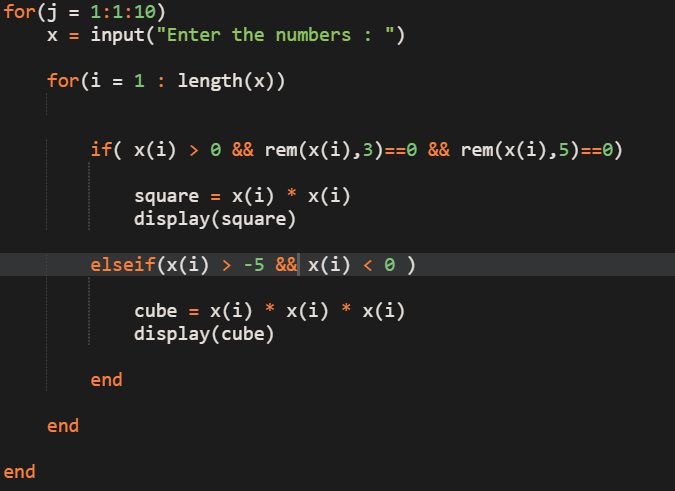 for(j = 1:1:10)
    x = input("Enter the numbers : ")
    for(i = 1 : length(x))
        if( x(i) > 0 && rem(x(i),3)==0 && rem(x(i),5)==0)
            square = x(i) * x(i)
            display(square)
        elseif(x(i) > -5 && x(i) < 0 )
            cube = x(i) * x(i) * x(i)
            display(cube)
        end
    end
end